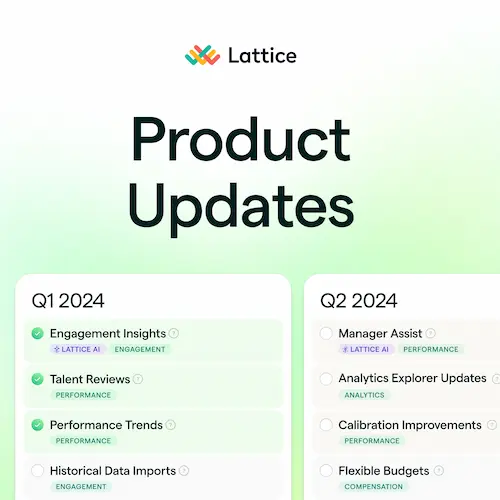 Lattice
Product
Updates
Q1 2024
Engagement Insights ?
LATTICE AI ENGAGEMENT
Talent Reviews ?
PERFORMANCE
Performance Trends ?
PERFORMANCE
Historical Data Imports ?
ENGAGEMENT
Q2 2024
Manager Assist ?
LATTICE AI PERFORMANCE
Analytics Explorer Updates ?
ANALYTICS
Calibration Improvements ?
PERFORMANCE
Flexible Budgets ?
COMPENSATION